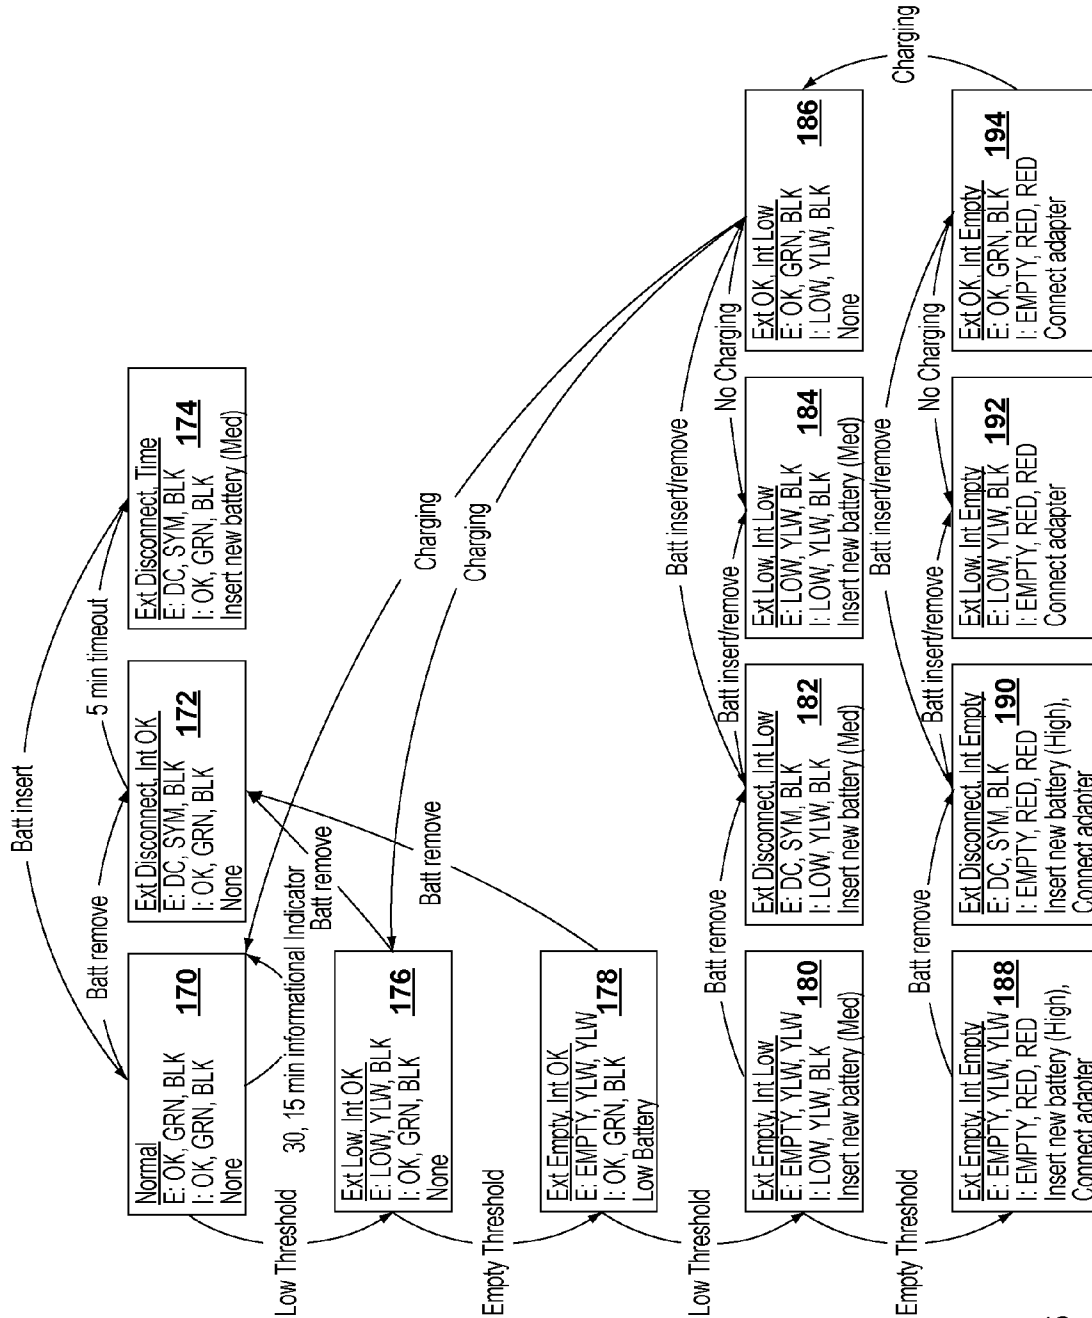 Batt insert
Batt remove
5 min timeout
Normal
E: OK, GRN, BLK
I: OK, GRN, BLK
None
170
Ext Disconnect, Int OK
E: DC, SYM, BLK
I: OK, GRN, BLK
None
172
Ext Disconnect, Time
E: DC, SYM, BLK
I: OK, GRN, BLK
Insert new battery (Med)
174
Low Threshold
30, 15 min informational Indicator
Batt remove
Batt remove
Charging
Charging
Ext Low, Int OK
E: LOW, YLW, BLK
I: OK, GRN, BLK
None
176
Empty Threshold
Ext Empty, Int OK
E: EMPTY, YLW, YLW
I: OK, GRN, BLK
Low Battery
178
Low Threshold
Batt remove
Batt insert/remove
Batt insert/remove
No Charging
Ext Empty, Int Low
E: EMPTY, YLW, YLW
I: LOW, YLW, BLK
Insert new battery (Med)
180
Ext Disconnect, Int Low
E: DC, SYM, BLK
I: LOW, YLW, BLK
Insert new battery (Med)
182
Ext Low, Int Low
E: LOW, YLW, BLK
I: LOW, YLW, BLK
Insert new battery (Med)
184
Ext OK, Int Low
E: OK, GRN, BLK
I: LOW, YLW, BLK
None
186
Empty Threshold
Batt remove
Batt insert/remove
Batt insert/remove
No Charging
Charging
Ext Empty, Int Empty
E: EMPTY, YLW, YLW
I: EMPTY, RED, RED
Insert new battery (High),
Connect adapter
188
Ext Disconnect, Int Empty
E: DC, SYM, BLK
I: EMPTY, RED, RED
Insert new battery (High),
Connect adapter
190
Ext Low, Int Empty
E: LOW, YLW, BLK
I: EMPTY, RED, RED
Connect adapter
192
Ext OK, Int Empty
E: OK, GRN, BLK
I: EMPTY, RED, RED
Connect adapter
194